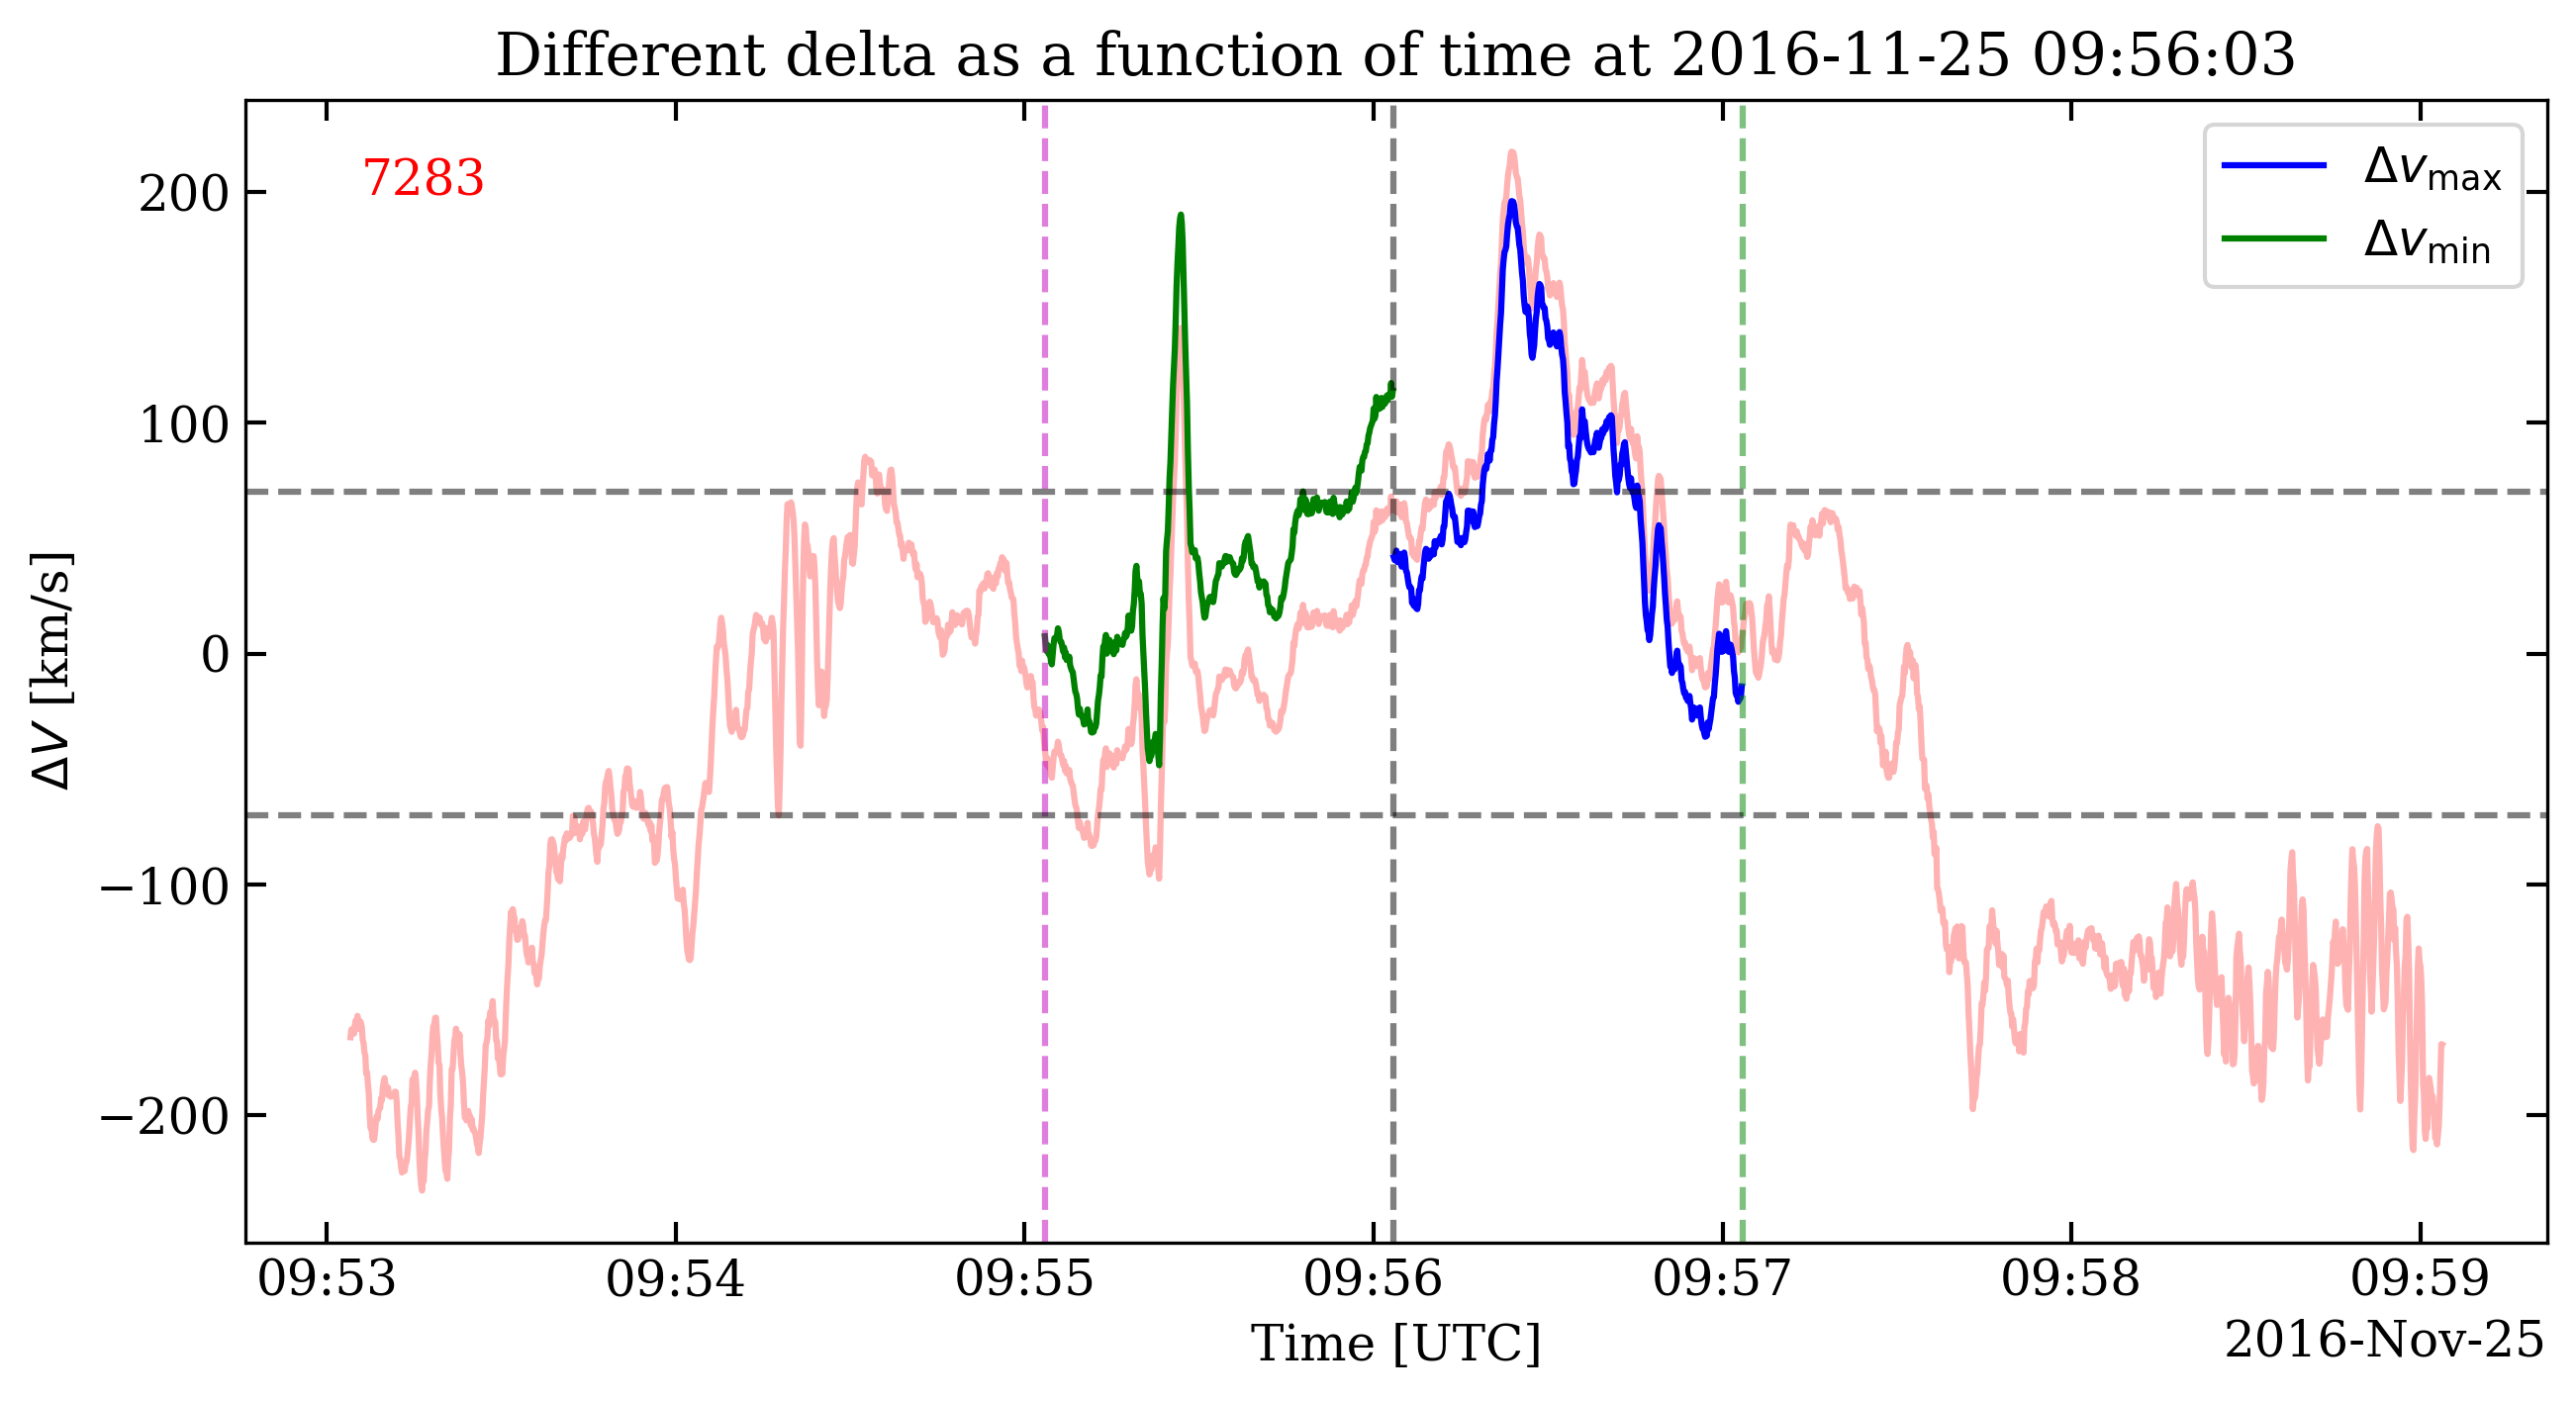 Different delta as a function of time at 2016-11-25 09:56:03
7283
Δv_max
Δv_min
ΔV [km/s]
200
100
0
−100
−200
09:53 09:54 09:55 09:56 09:57 09:58 09:59
Time [UTC]
2016-Nov-25